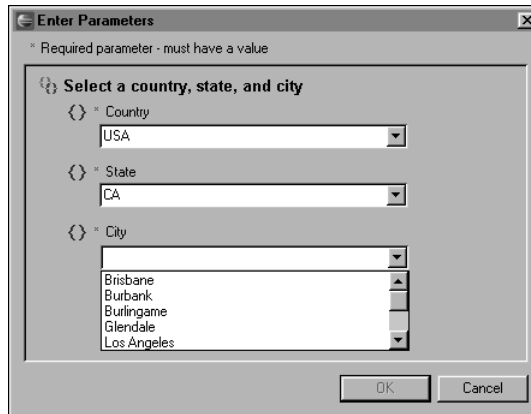 Enter Parameters
* Required parameter - must have a value
Select a country, state, and city
{} * Country
USA
{} * State
CA
{} * City
Brisbane
Burbank
Burlingame
Glendale
Los Angeles
OK Cancel